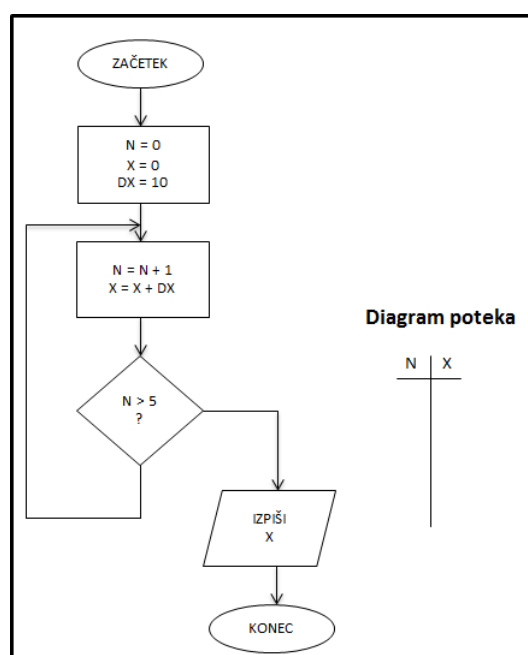 ZAČETEK
N = 0
X = 0
DX = 10
N = N + 1
X = X + DX
N > 5
?
IZPIŠI
X
KONEC
Diagram poteka
N X